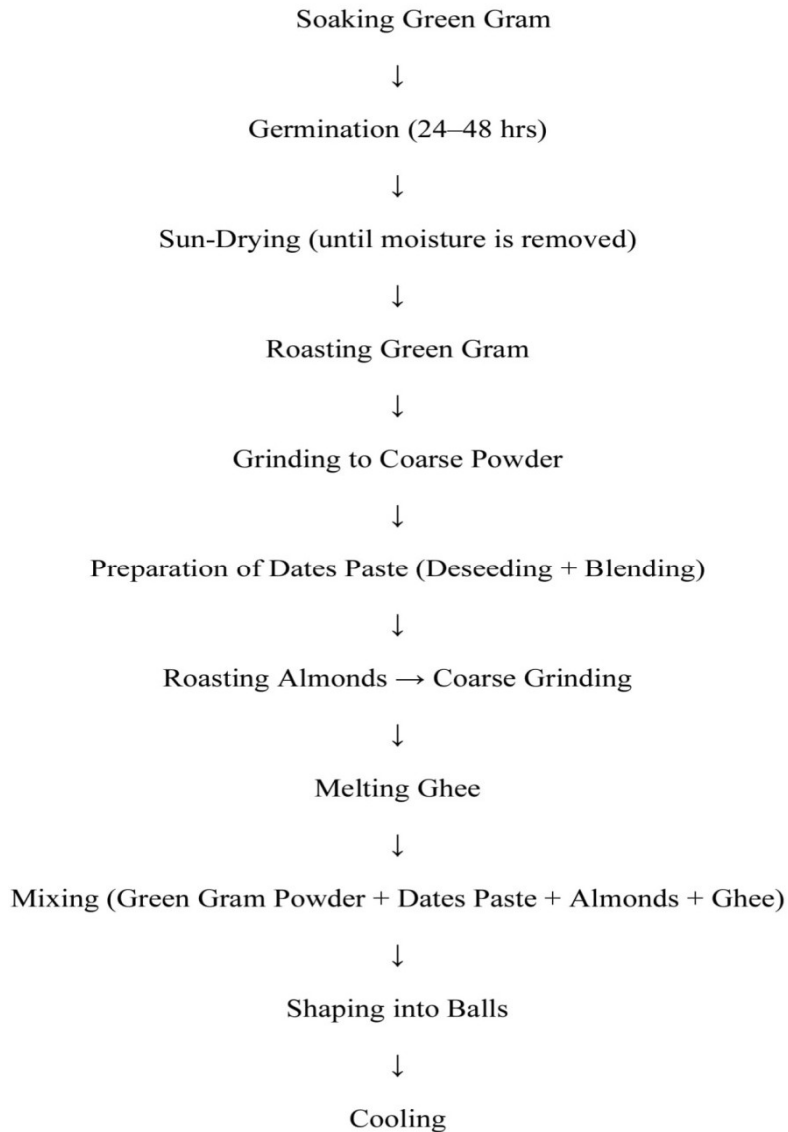 Soaking Green Gram
↓
Germination (24–48 hrs)
↓
Sun-Drying (until moisture is removed)
↓
Roasting Green Gram
↓
Grinding to Coarse Powder
↓
Preparation of Dates Paste (Deseeding + Blending)
↓
Roasting Almonds → Coarse Grinding
↓
Melting Ghee
↓
Mixing (Green Gram Powder + Dates Paste + Almonds + Ghee)
↓
Shaping into Balls
↓
Cooling